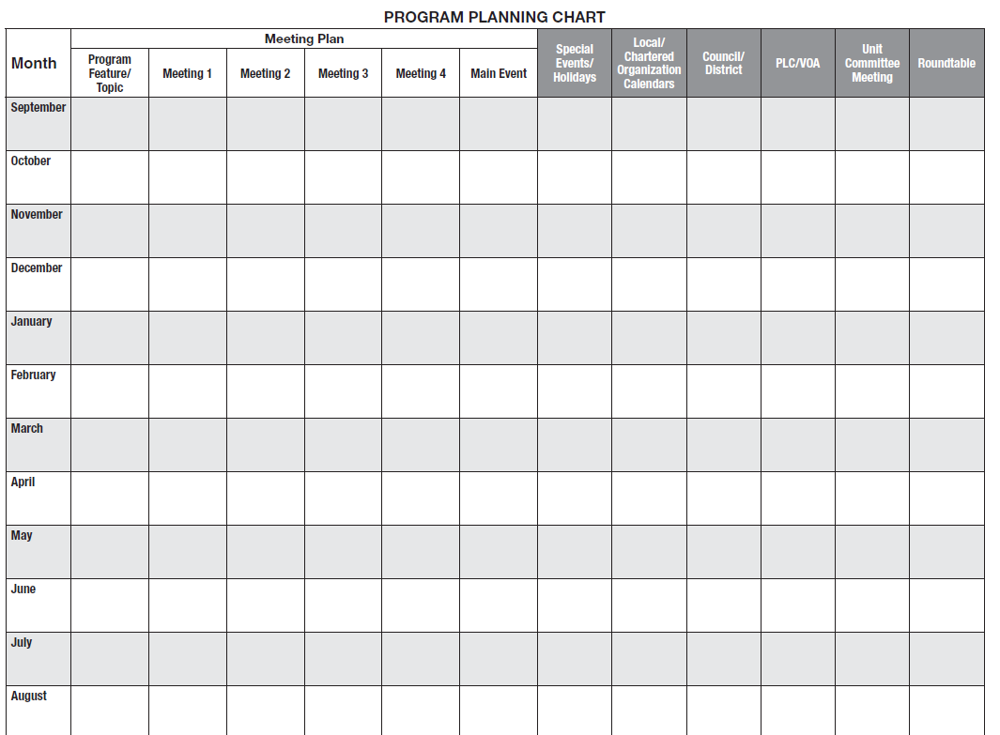 PROGRAM PLANNING CHART
Month
Meeting Plan
Program
Feature/
Topic
Meeting 1
Meeting 2
Meeting 3
Meeting 4
Main Event
Special
Events/
Holidays
Local/
Chartered
Organization
Calendars
Council/
District
PLC/VOA
Unit
Committee
Meeting
Roundtable
September
October
November
December
January
February
March
April
May
June
July
August